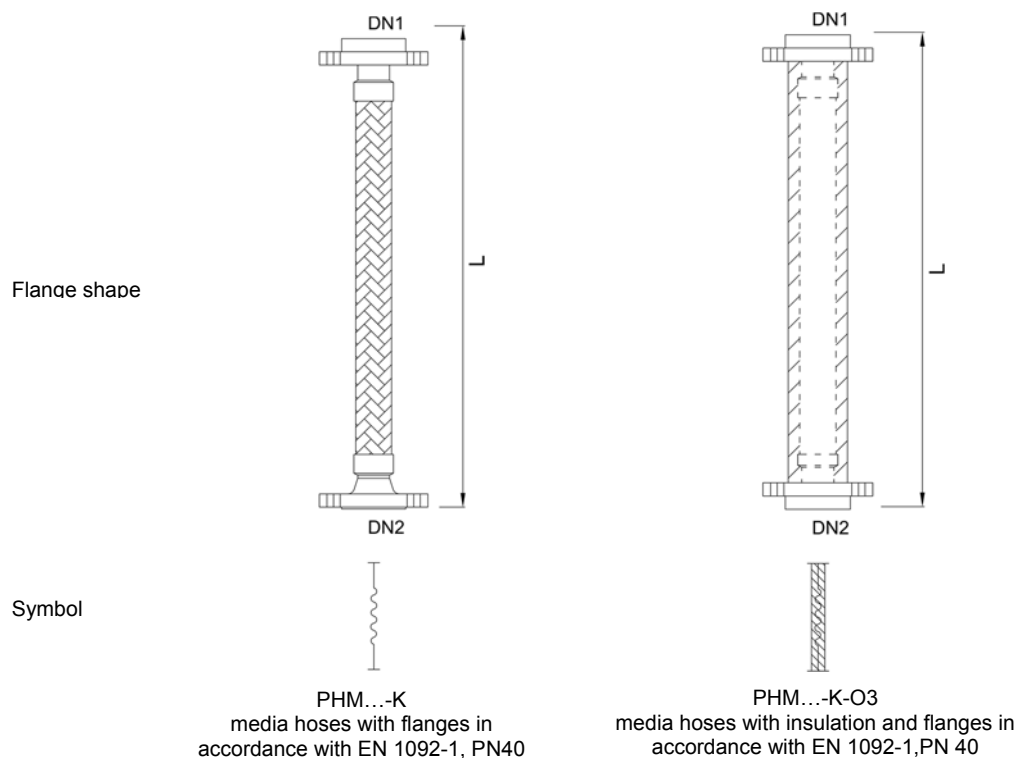 DN1
DN1
L
L
Flange shape
DN2
DN2
Symbol
PHM...-K
media hoses with flanges in
accordance with EN 1092-1, PN40
PHM...-K-O3
media hoses with insulation and flanges in
accordance with EN 1092-1,PN 40